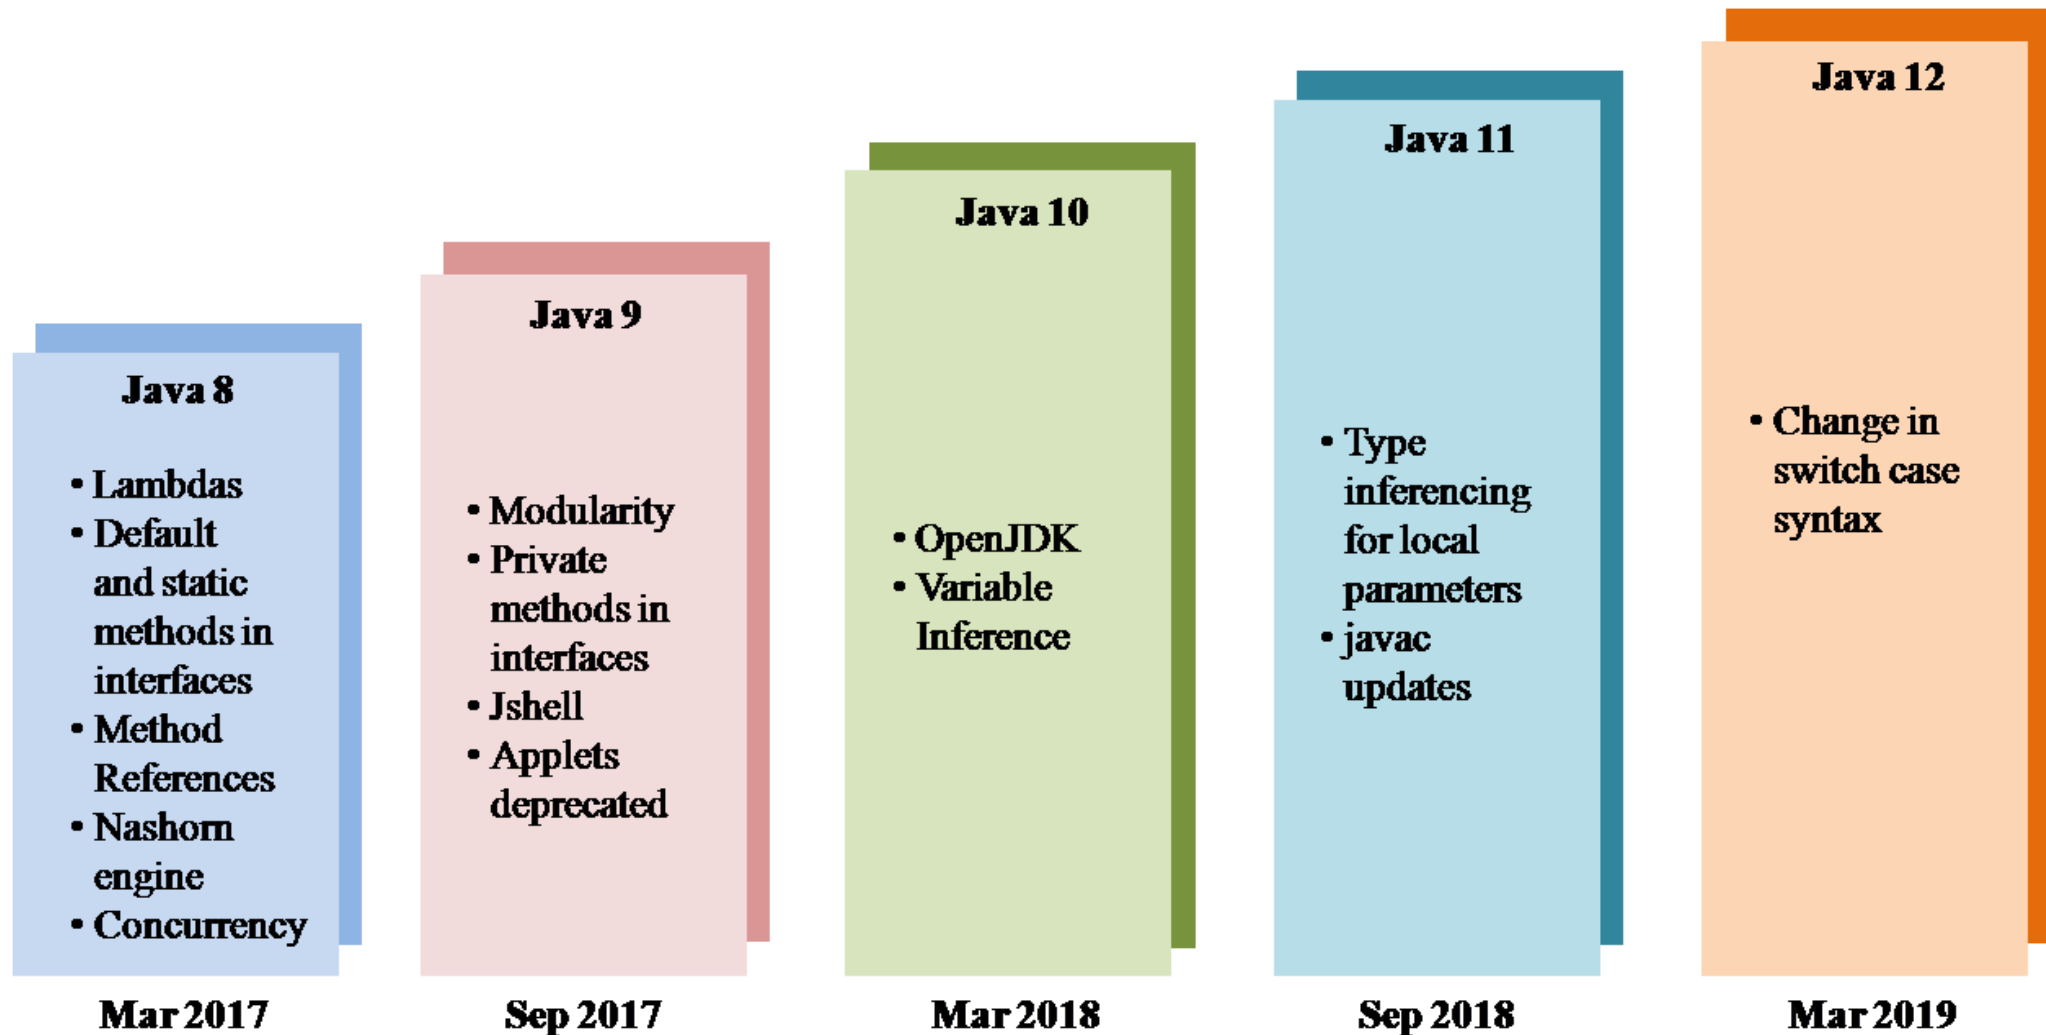 Java 8
• Lambdas
• Default
and static
methods in
interfaces
• Method
References
• Nashorn
engine
• Concurrency
Mar 2017
Java 9
• Modularity
• Private
methods in
interfaces
• Jshell
• Applets
deprecated
Sep 2017
Java 10
• OpenJDK
• Variable
Inference
Mar 2018
Java 11
• Type
inferencing
for local
parameters
• javac
updates
Sep 2018
Java 12
• Change in
switch case
syntax
Mar 2019